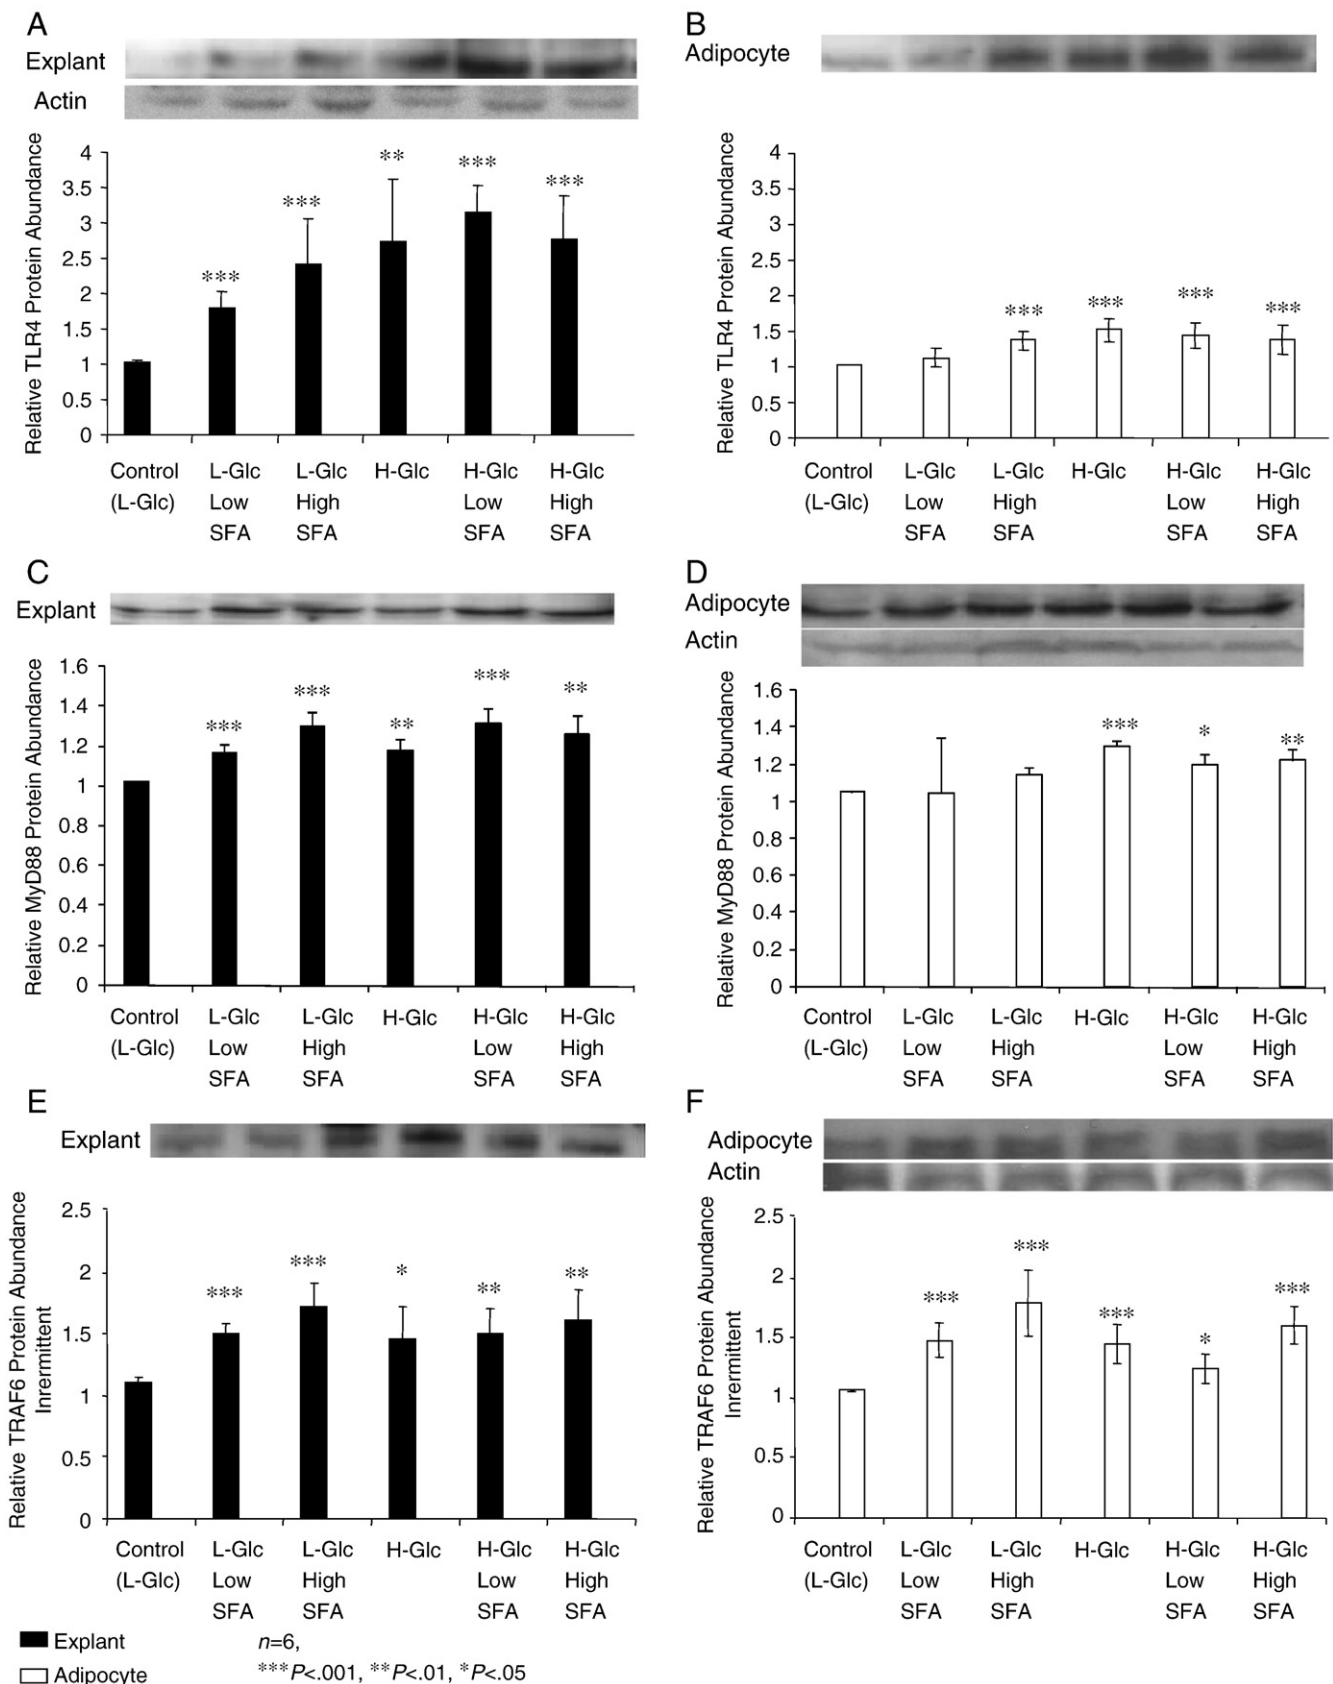 A
Explant
Actin
Relative TLR4 Protein Abundance
4
3.5
3
2.5
2
1.5
1
0.5
0
** *** *** *** ***
Control L-Glc L-Glc H-Glc H-Glc H-Glc
(L-Glc) Low High Low High
SFA SFA SFA SFA
B
Adipocyte
Relative TLR4 Protein Abundance
4
3.5
3
2.5
2
1.5
1
0.5
0
*** *** *** ***
Control L-Glc L-Glc H-Glc H-Glc H-Glc
(L-Glc) Low High Low High
SFA SFA SFA SFA
C
Explant
Relative MyD88 Protein Abundance
1.6
1.4
1.2
1
0.8
0.6
0.4
0.2
0
*** *** ** *** **
Control L-Glc L-Glc H-Glc H-Glc H-Glc
(L-Glc) Low High Low High
SFA SFA SFA SFA
D
Adipocyte
Actin
Relative MyD88 Protein Abundance
1.6
1.4
1.2
1
0.8
0.6
0.4
0.2
0
*** * **
Control L-Glc L-Glc H-Glc H-Glc H-Glc
(L-Glc) Low High Low High
SFA SFA SFA SFA
E
Explant
Relative TRAF6 Protein Abundance
Inrermittent
2.5
2
1.5
1
0.5
0
*** *** * ** **
Control L-Glc L-Glc H-Glc H-Glc H-Glc
(L-Glc) Low High Low High
SFA SFA SFA SFA
F
Adipocyte
Actin
Relative TRAF6 Protein Abundance
Inrermittent
2.5
2
1.5
1
0.5
0
*** *** *** * ***
Control L-Glc L-Glc H-Glc H-Glc H-Glc
(L-Glc) Low High Low High
SFA SFA SFA SFA
Explant n=6,
Adipocyte ***P<.001, **P<.01, *P<.05